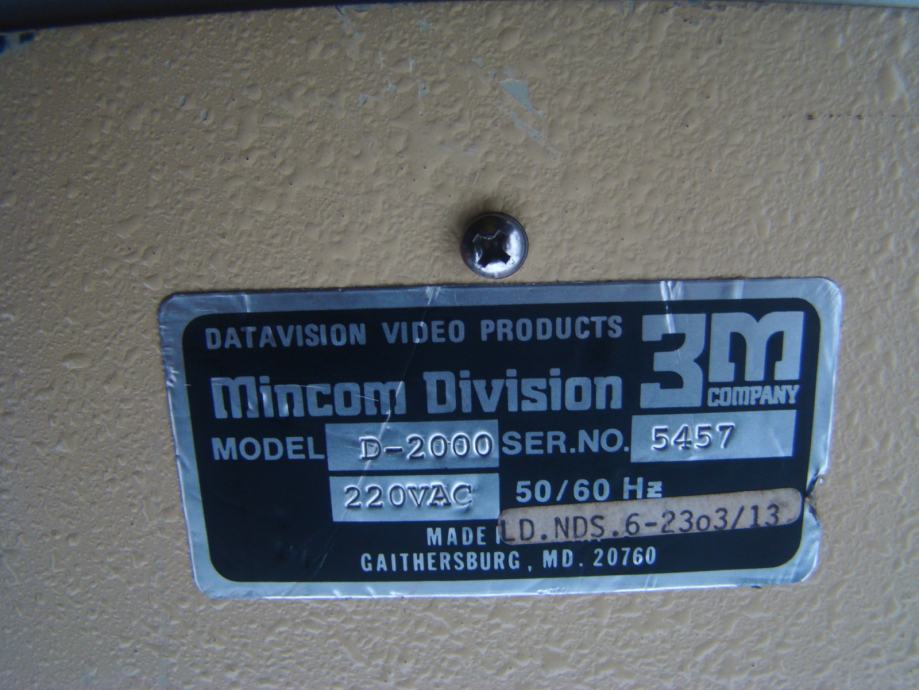 DATAVISION VIDEO PRODUCTS
Mincom Division
3M
COMPANY
MODEL D-2000 SER.NO. 5457
220VAC 50/60 Hz
MADE
LD.NDS.6-23o3/13
GAITHERSBURG, MD. 20760